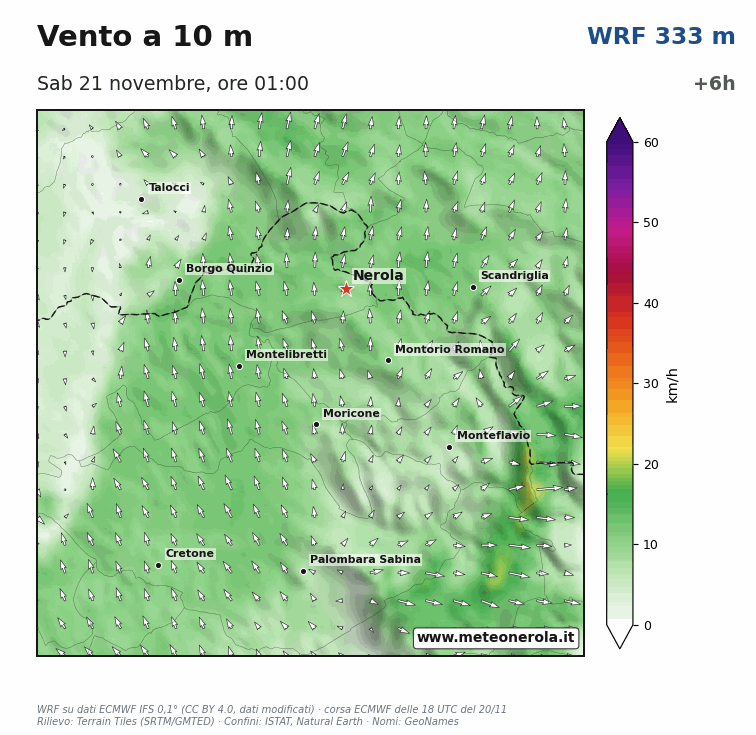 Vento a 10 m
WRF 333 m
Sab 21 novembre, ore 01:00
+6h
Talocci
Borgo Quinzio
Nerola
Scandriglia
Montelibretti
Montorio Romano
Moricone
Monteflavio
Cretone
Palombara Sabina
www.meteonerola.it
60
50
40
30
20
10
0
km/h
WRF su dati ECMWF IFS 0,1° (CC BY 4.0, dati modificati) · corsa ECMWF delle 18 UTC del 20/11
Rilievo: Terrain Tiles (SRTM/GMTED) · Confini: ISTAT, Natural Earth · Nomi: GeoNames